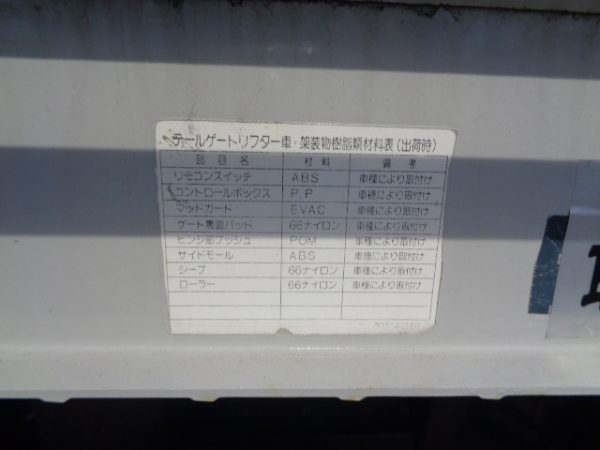 テールゲートリフター車・架装物樹脂類材料表（出荷時）
品目名 材料 備考
リモコンスイッチ ABS 車種により取付け
コントロールボックス P.P 車種により取付け
マッドガード EVAC 車種により取付け
ゲート裏面パッド 66ナイロン 車種により取付け
ヒンジ部ブッシュ POM 車種により取付け
サイドモール ABS 車種により取付け
シーブ 66ナイロン 車種により取付け
ローラー 66ナイロン 車種により取付け